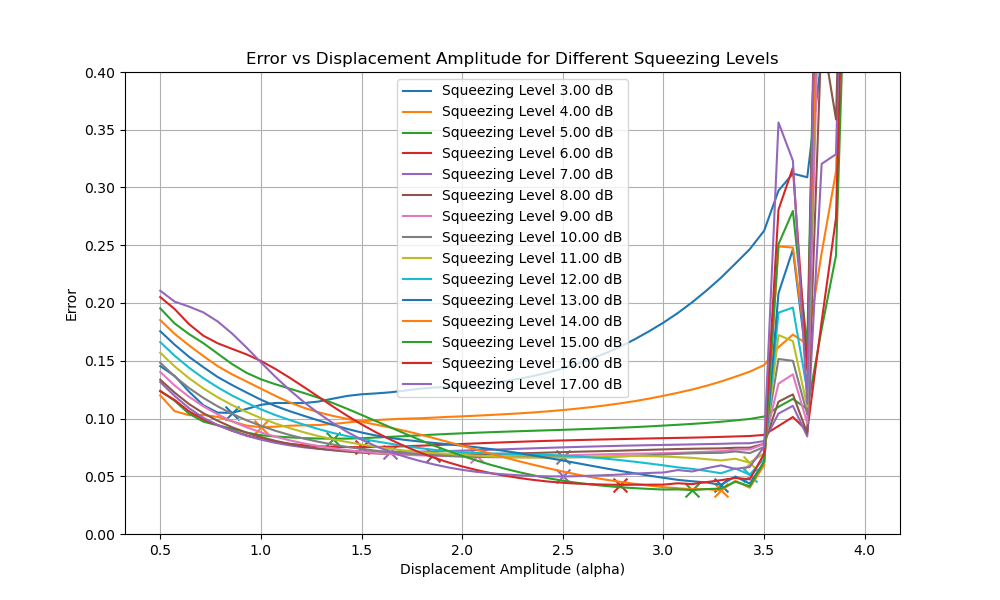 Error vs Displacement Amplitude for Different Squeezing Levels
0.40
0.35
0.30
0.25
0.20
0.15
0.10
0.05
0.00
Error
Squeezing Level 3.00 dB
Squeezing Level 4.00 dB
Squeezing Level 5.00 dB
Squeezing Level 6.00 dB
Squeezing Level 7.00 dB
Squeezing Level 8.00 dB
Squeezing Level 9.00 dB
Squeezing Level 10.00 dB
Squeezing Level 11.00 dB
Squeezing Level 12.00 dB
Squeezing Level 13.00 dB
Squeezing Level 14.00 dB
Squeezing Level 15.00 dB
Squeezing Level 16.00 dB
Squeezing Level 17.00 dB
0.5 1.0 1.5 2.0 2.5 3.0 3.5 4.0
Displacement Amplitude (alpha)